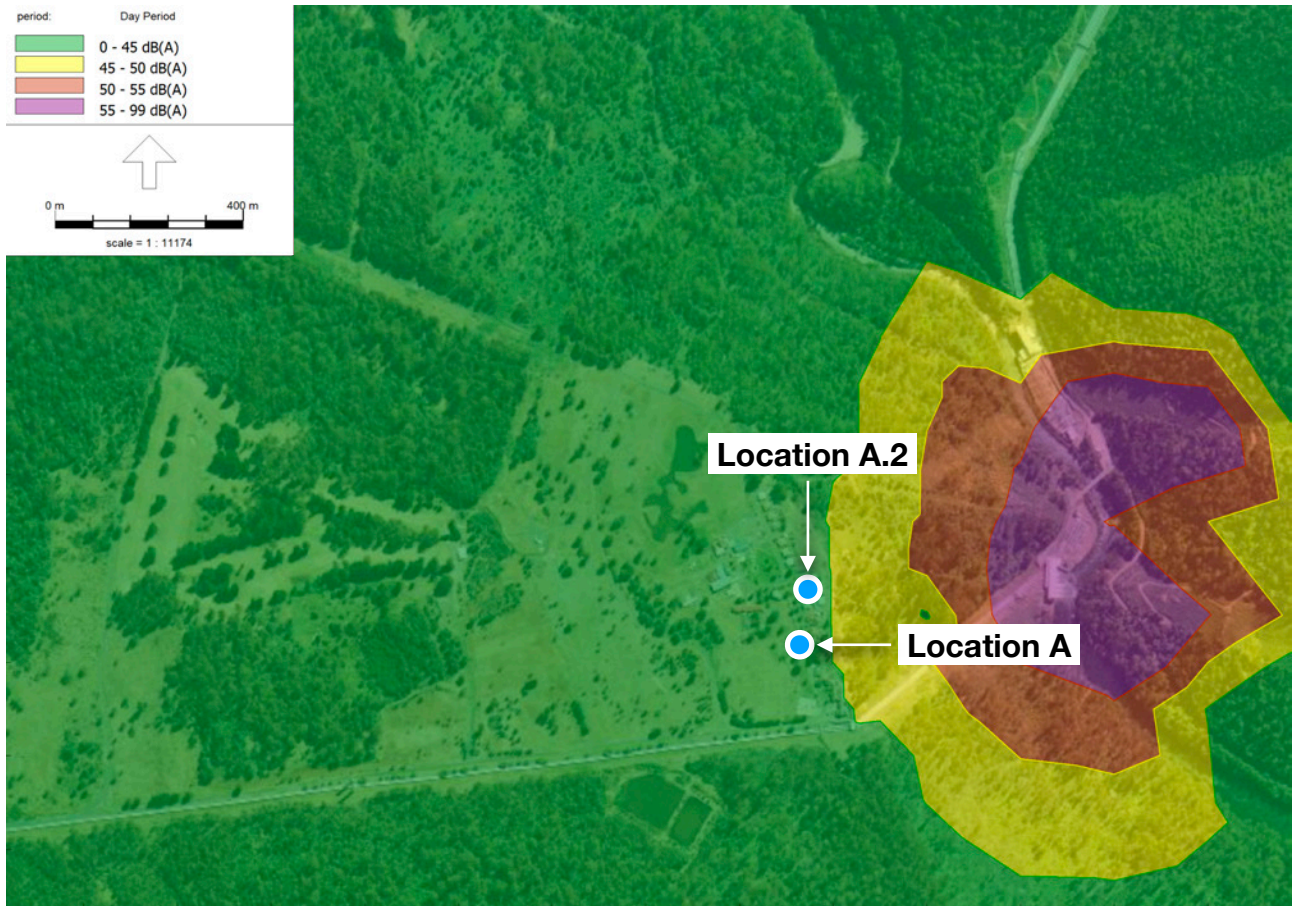 period: Day Period
0 - 45 dB(A)
45 - 50 dB(A)
50 - 55 dB(A)
55 - 99 dB(A)
0 m 400 m
scale = 1 : 11174
Location A.2
Location A